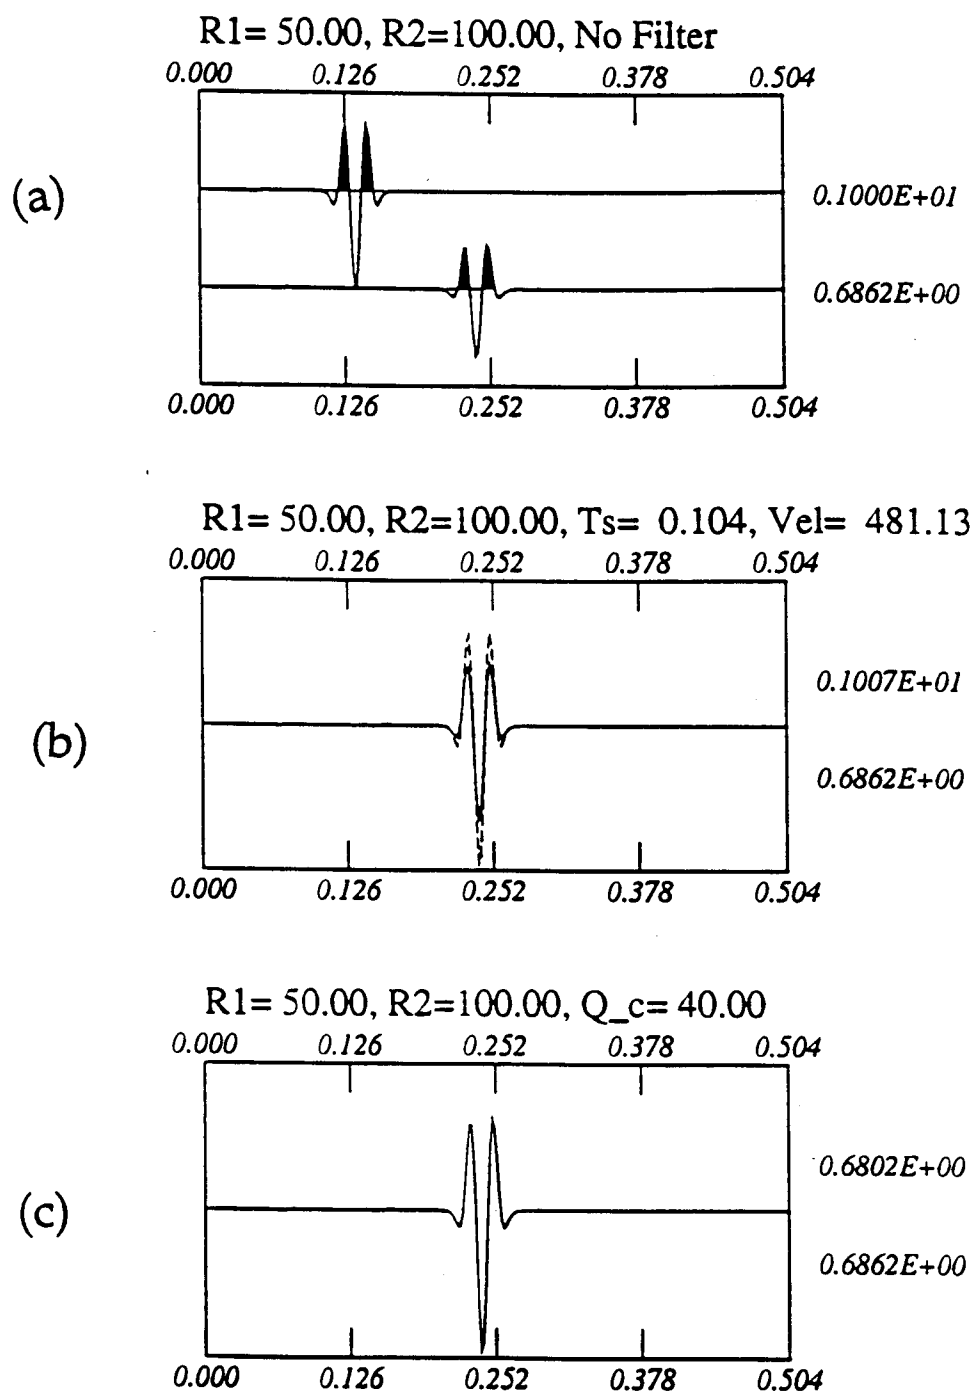 R1= 50.00, R2=100.00, No Filter
0.000 0.126 0.252 0.378 0.504
(a)
0.1000E+01
0.6862E+00
0.000 0.126 0.252 0.378 0.504
R1= 50.00, R2=100.00, Ts= 0.104, Vel= 481.13
0.000 0.126 0.252 0.378 0.504
0.1007E+01
(b)
0.6862E+00
0.000 0.126 0.252 0.378 0.504
R1= 50.00, R2=100.00, Q_c= 40.00
0.000 0.126 0.252 0.378 0.504
0.6802E+00
(c)
0.6862E+00
0.000 0.126 0.252 0.378 0.504